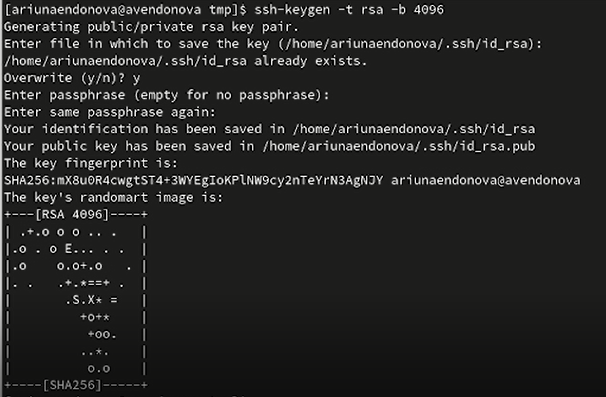 [ariunaendonova@avendonova tmp]$ ssh-keygen -t rsa -b 4096
Generating public/private rsa key pair.
Enter file in which to save the key (/home/ariunaendonova/.ssh/id_rsa):
/home/ariunaendonova/.ssh/id_rsa already exists.
Overwrite (y/n)? y
Enter passphrase (empty for no passphrase):
Enter same passphrase again:
Your identification has been saved in /home/ariunaendonova/.ssh/id_rsa
Your public key has been saved in /home/ariunaendonova/.ssh/id_rsa.pub
The key fingerprint is:
SHA256:mX8u0R4cwgtST4+3WYEgIoKPlNW9cy2nTeYrN3AgNJY ariunaendonova@avendonova
The key's randomart image is:
+---[RSA 4096]----+
| .+.o o o .. .   |
|.o . o E... . .  |
|.o    o.o+.o   . |
|. .   .+.*==+ .  |
|       .S.X* =   |
|         +o+*    |
|          +oo.   |
|         ..*.    |
|          o.o    |
+----[SHA256]-----+